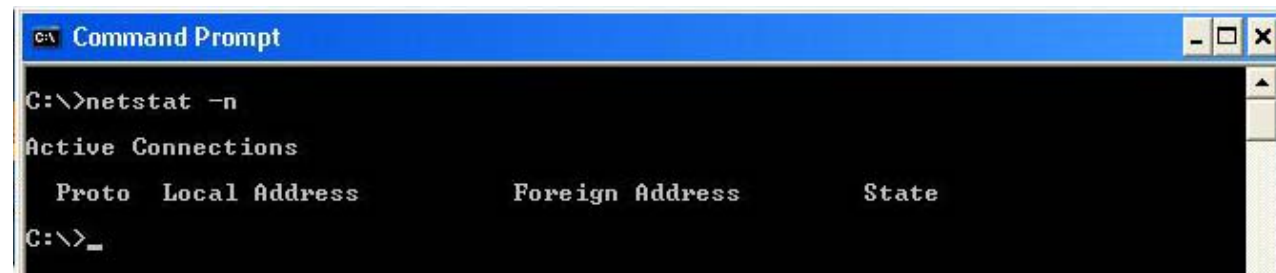 Command Prompt
C:\>netstat -n
Active Connections
Proto Local Address Foreign Address State
C:\>_